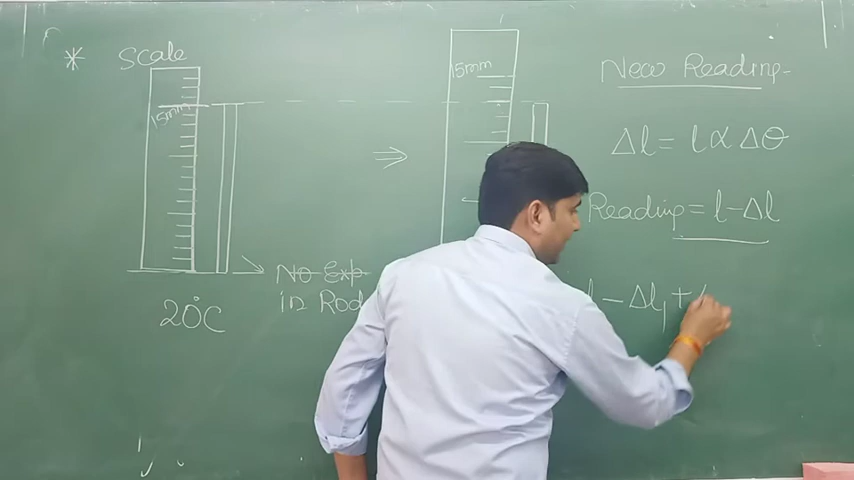 * Scale
15mm
20°C
No Exp
in Rod
⇒
15mm
New Reading-
Δl = l α Δθ
Reading = l-Δl
l - Δl₁ +